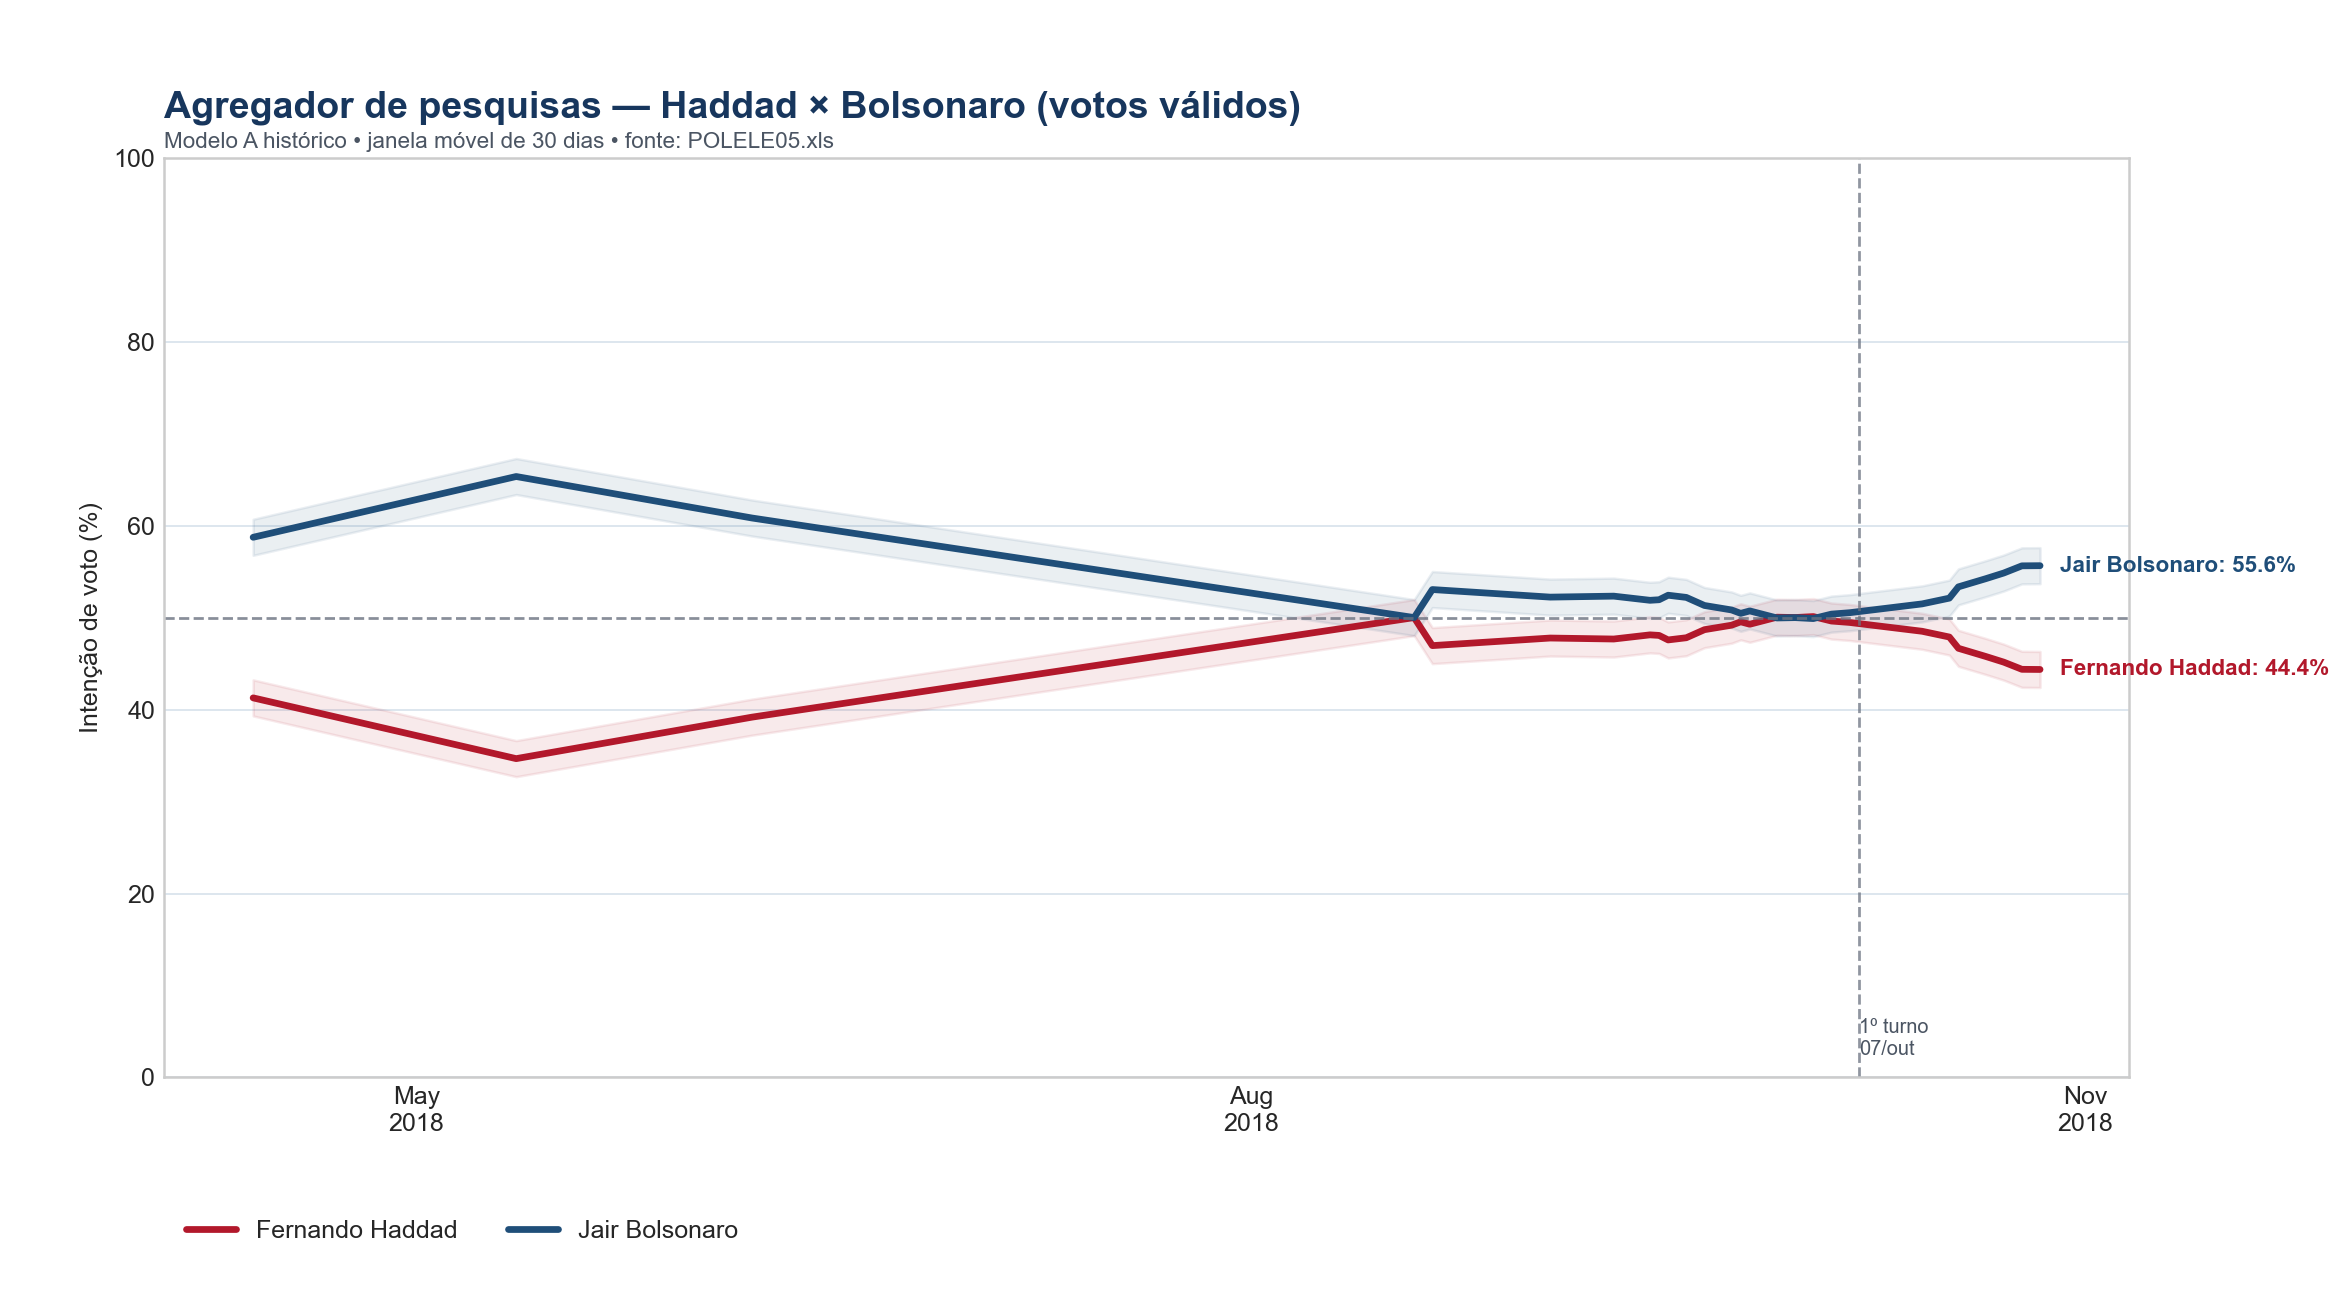 Agregador de pesquisas — Haddad × Bolsonaro (votos válidos)
Modelo A histórico • janela móvel de 30 dias • fonte: POLELE05.xls
100
80
60
40
20
0
Intenção de voto (%)
Jair Bolsonaro: 55.6%
Fernando Haddad: 44.4%
1º turno
07/out
May
2018
Aug
2018
Nov
2018
Fernando Haddad
Jair Bolsonaro